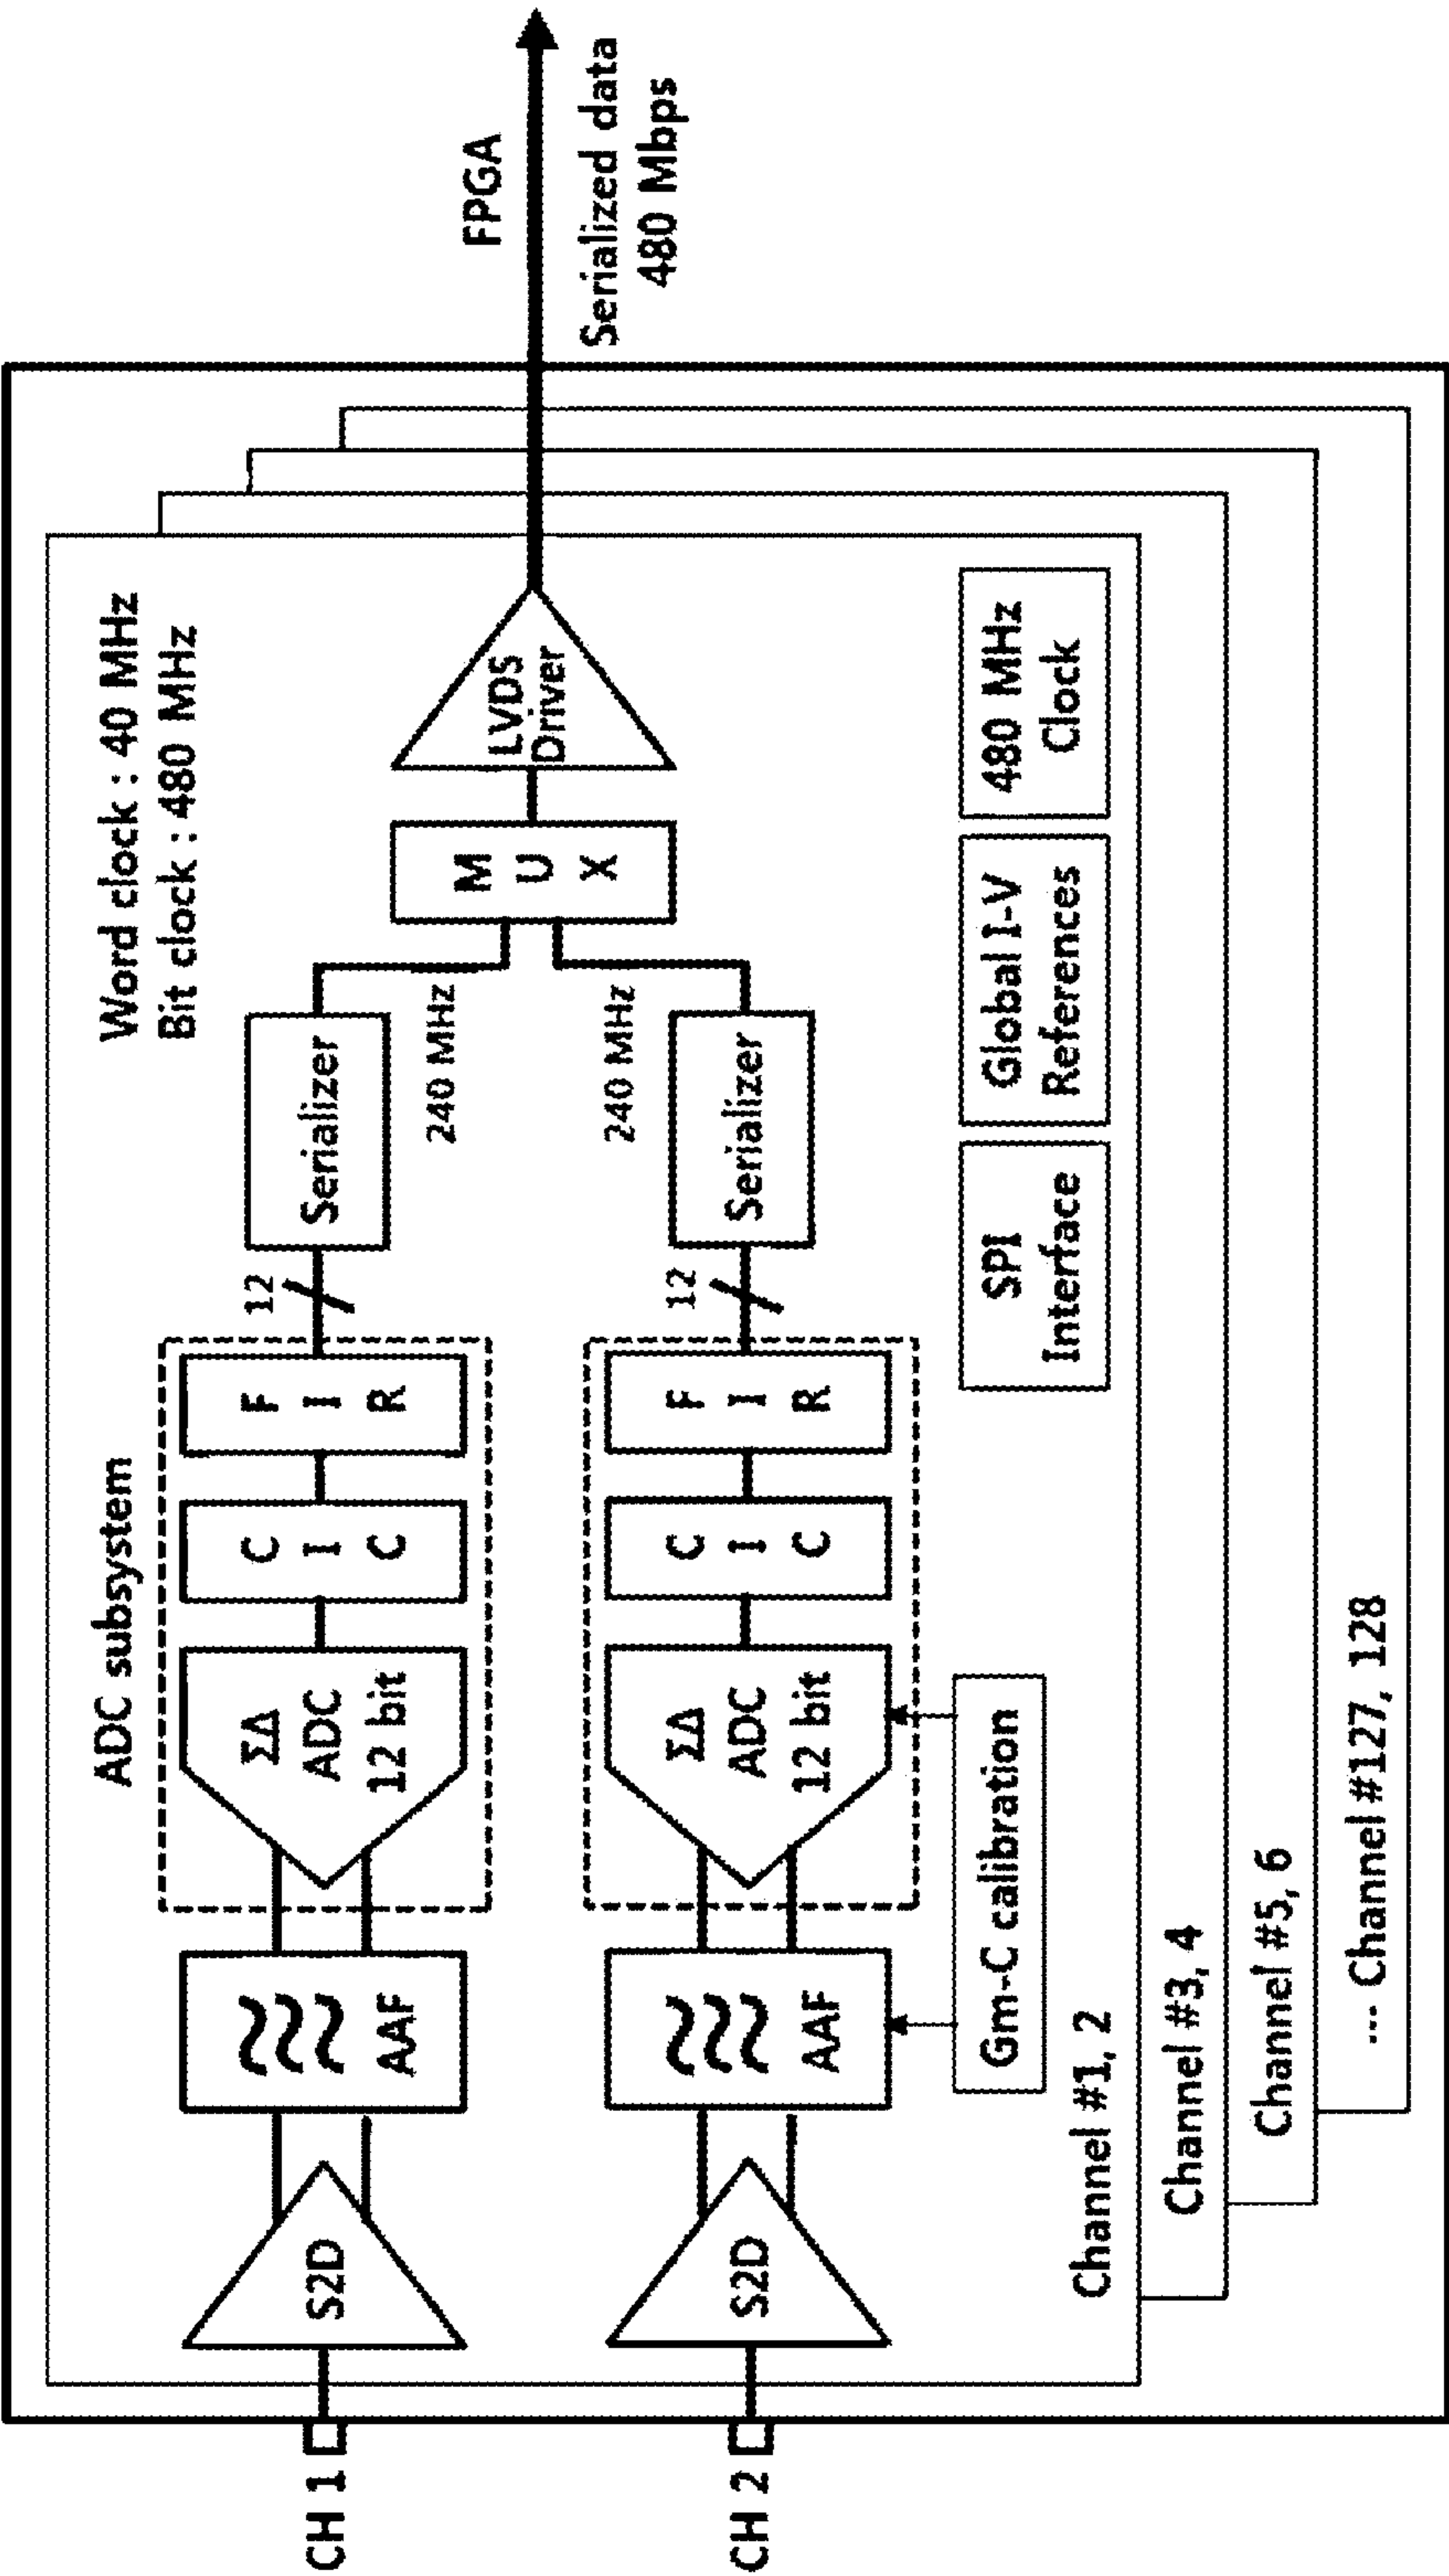 Word clock : 40 MHz
Bit clock : 480 MHz
ADC subsystem
CH 1
S2D
AAF
ΣΔ
ADC
12 bit
C
I
C
F
I
R
12
Serializer
240 MHz
M
U
X
LVDS
Driver
FPGA
Serialized data
480 Mbps
CH 2
S2D
AAF
ΣΔ
ADC
12 bit
C
I
C
F
I
R
12
Serializer
240 MHz
Gm-C calibration
SPI
Interface
Global I-V
References
480 MHz
Clock
Channel #1, 2
Channel #3, 4
Channel #5, 6
... Channel #127, 128